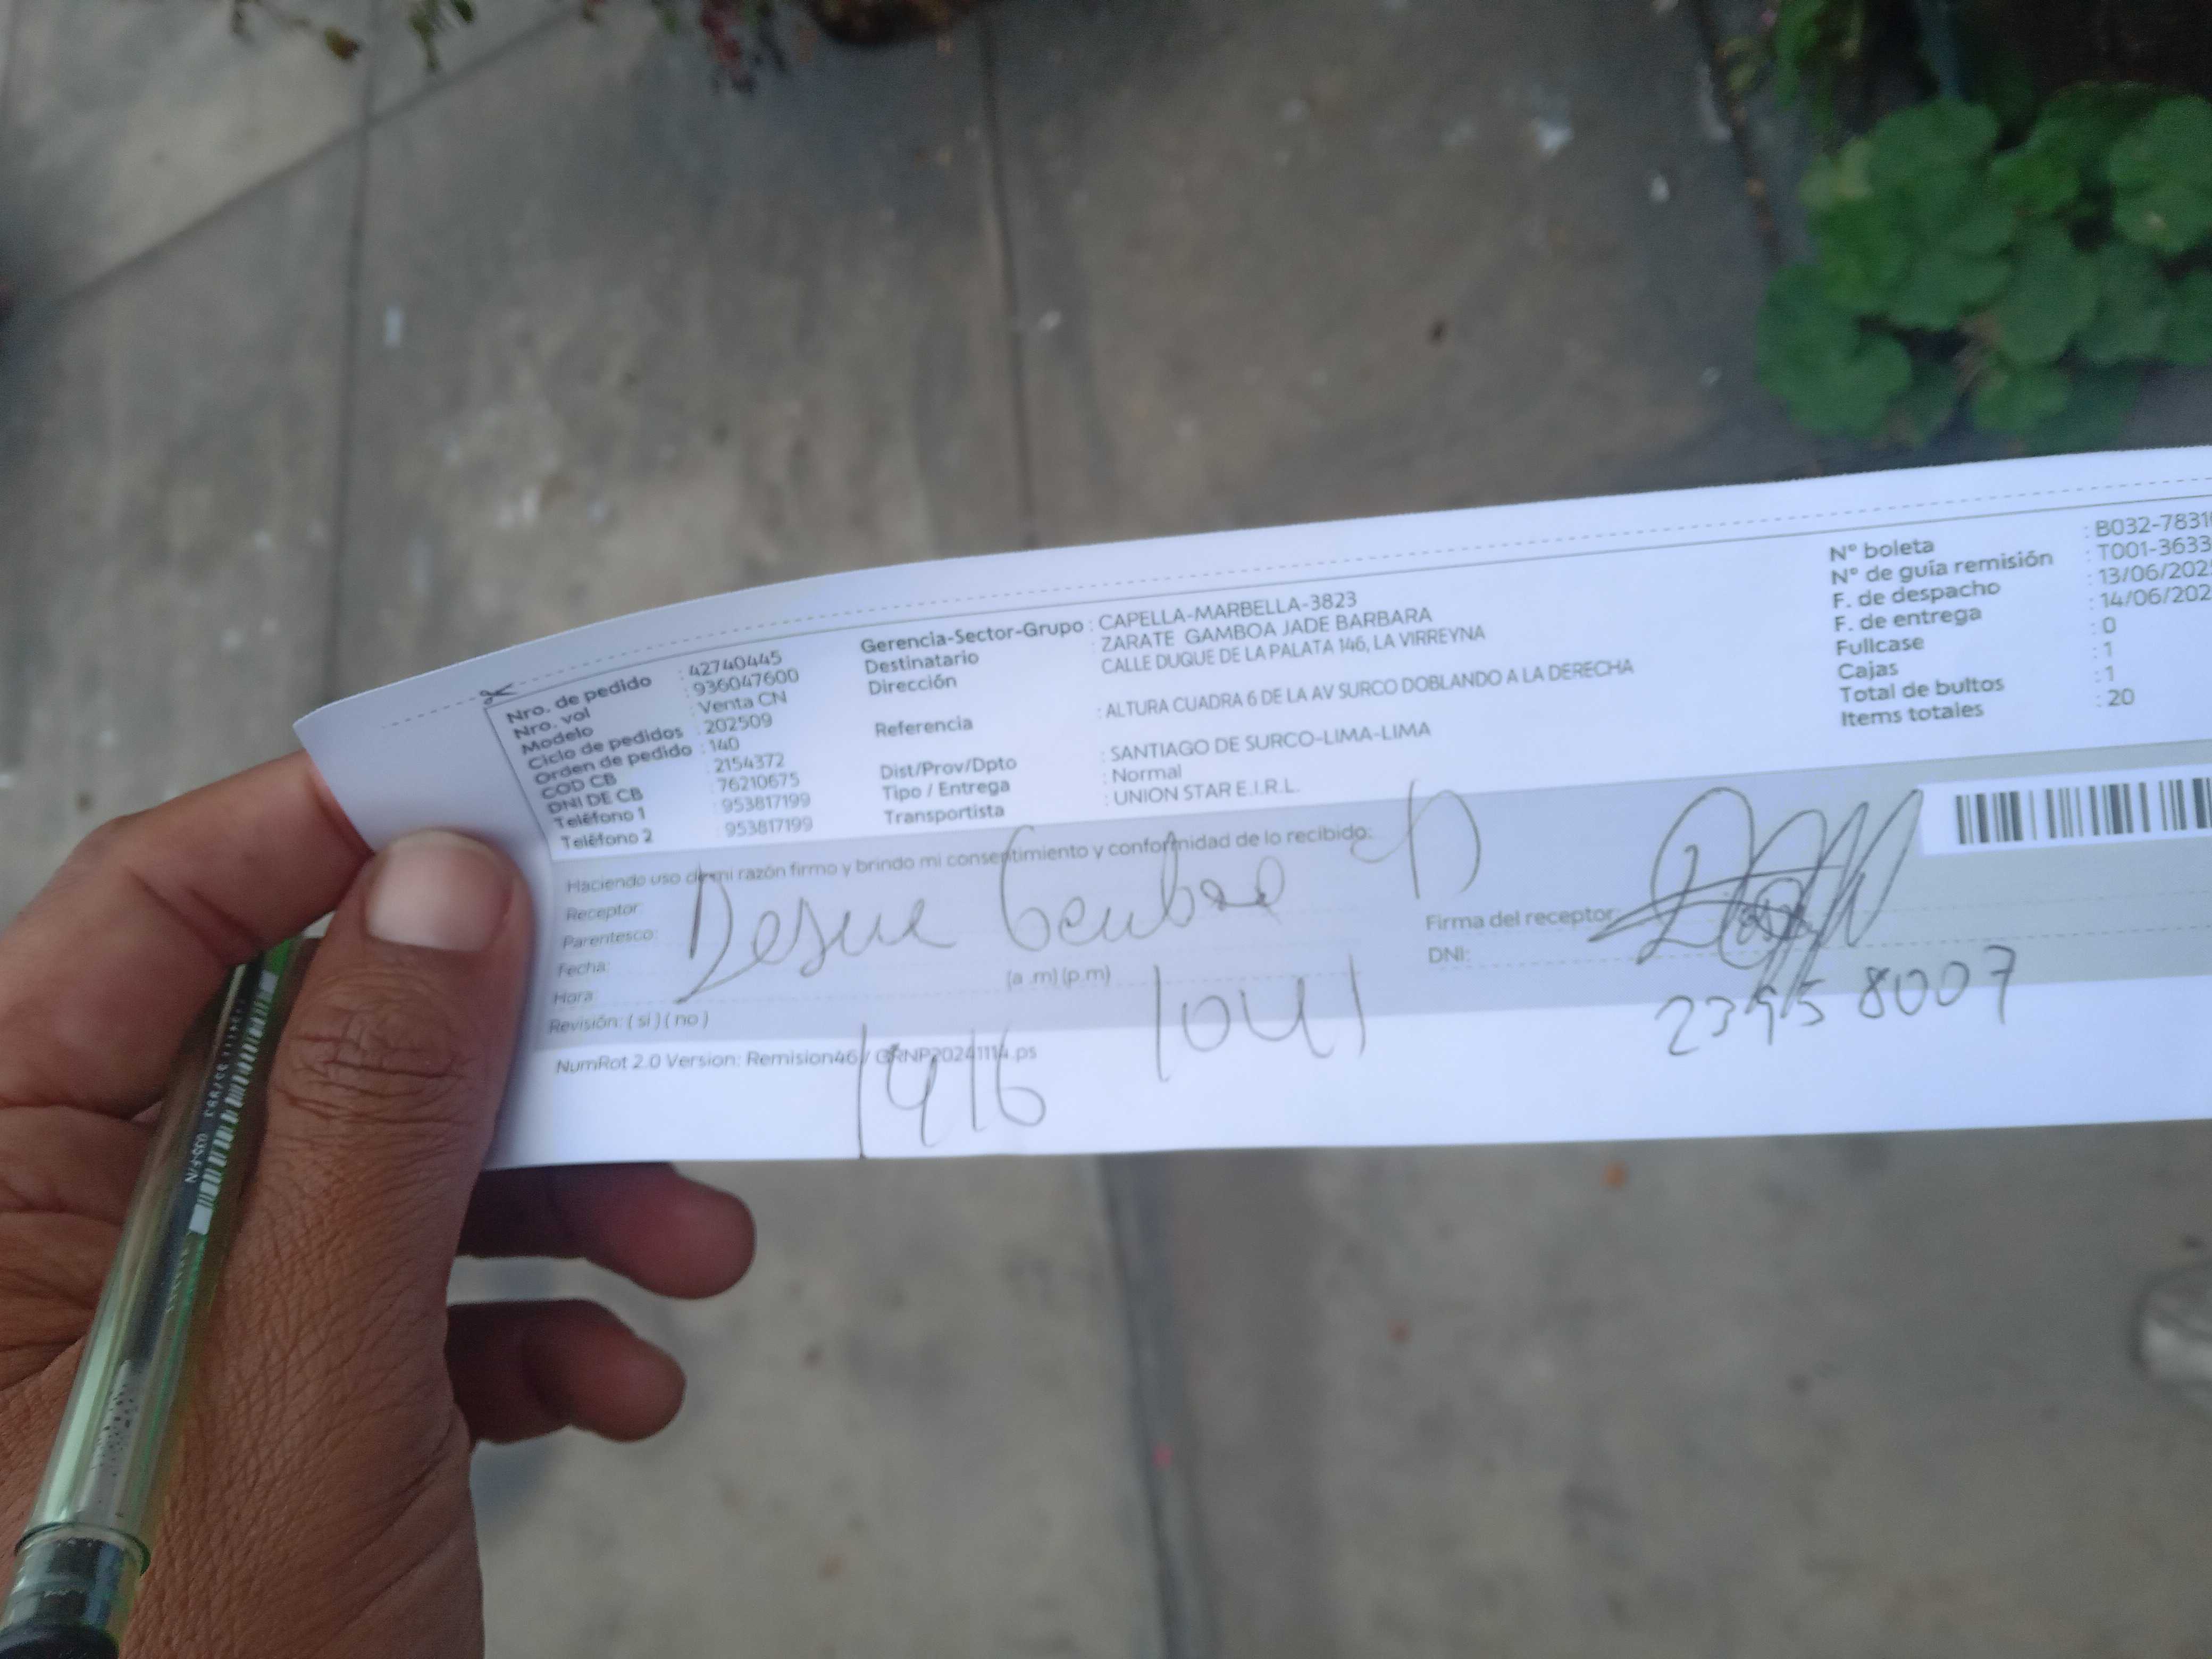 Nro. de pedido : 42740445
Nro. vol : 936047600
Modelo : Venta CN
Ciclo de pedidos : 202509
Orden de pedido : 140
COD CB : 2154372
DNI DE CB : 76210675
Teléfono 1 : 953817199
Teléfono 2 : 953817199
Gerencia-Sector-Grupo : CAPELLA-MARBELLA-3823
Destinatario : ZARATE GAMBOA JADE BARBARA
Dirección : CALLE DUQUE DE LA PALATA 146, LA VIRREYNA
Referencia : ALTURA CUADRA 6 DE LA AV SURCO DOBLANDO A LA DERECHA
Dist/Prov/Dpto : SANTIAGO DE SURCO-LIMA-LIMA
Tipo / Entrega : Normal
Transportista : UNION STAR E.I.R.L.
N° boleta : B032-7831
N° de guía remisión : T001-3633
F. de despacho : 13/06/202
F. de entrega : 14/06/202
Fullcase : 0
Cajas : 1
Total de bultos : 1
Items totales : 20
Haciendo uso de mi razón firmo y brindo mi consentimiento y conformidad de lo recibido:
Receptor:
Parentesco:
Fecha:
Hora: (a .m) (p.m)
Revisión: ( si ) ( no )
Firma del receptor:
DNI: 23958007
NumRot 2.0 Version: Remision46 / GRNP20241114.ps